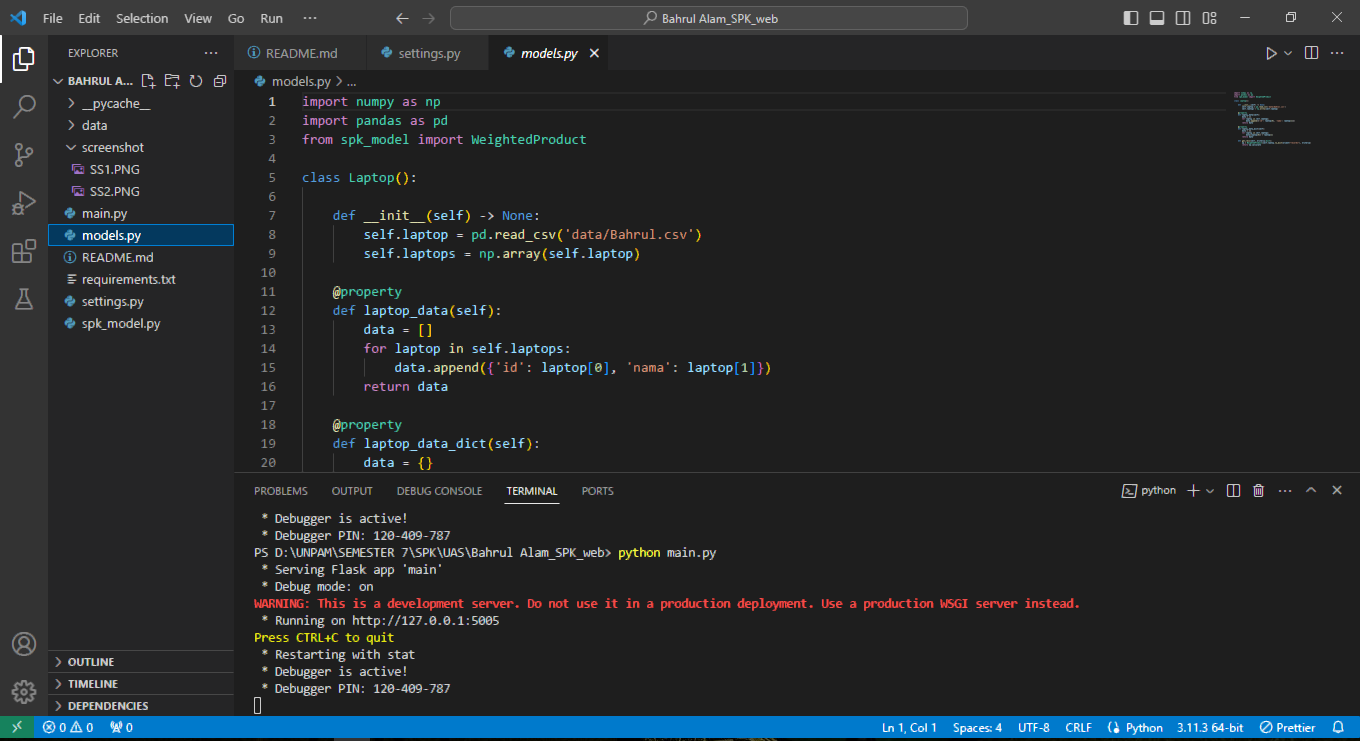 File Edit Selection View Go Run ··· Bahrul Alam_SPK_web
EXPLORER ···
BAHRUL A...
__pycache__
data
screenshot
SS1.PNG
SS2.PNG
main.py
models.py
README.md
requirements.txt
settings.py
spk_model.py
OUTLINE
TIMELINE
DEPENDENCIES
README.md settings.py models.py
models.py > ...
1 import numpy as np
2 import pandas as pd
3 from spk_model import WeightedProduct
4
5 class Laptop():
6
7 def __init__(self) -> None:
8 self.laptop = pd.read_csv('data/Bahrul.csv')
9 self.laptops = np.array(self.laptop)
10
11 @property
12 def laptop_data(self):
13 data = []
14 for laptop in self.laptops:
15 data.append({'id': laptop[0], 'nama': laptop[1]})
16 return data
17
18 @property
19 def laptop_data_dict(self):
20 data = {}
PROBLEMS OUTPUT DEBUG CONSOLE TERMINAL PORTS python
* Debugger is active!
* Debugger PIN: 120-409-787
PS D:\UNPAM\SEMESTER 7\SPK\UAS\Bahrul Alam_SPK_web> python main.py
* Serving Flask app 'main'
* Debug mode: on
WARNING: This is a development server. Do not use it in a production deployment. Use a production WSGI server instead.
* Running on http://127.0.0.1:5005
Press CTRL+C to quit
* Restarting with stat
* Debugger is active!
* Debugger PIN: 120-409-787
0 0 0 Ln 1, Col 1 Spaces: 4 UTF-8 CRLF Python 3.11.3 64-bit Prettier